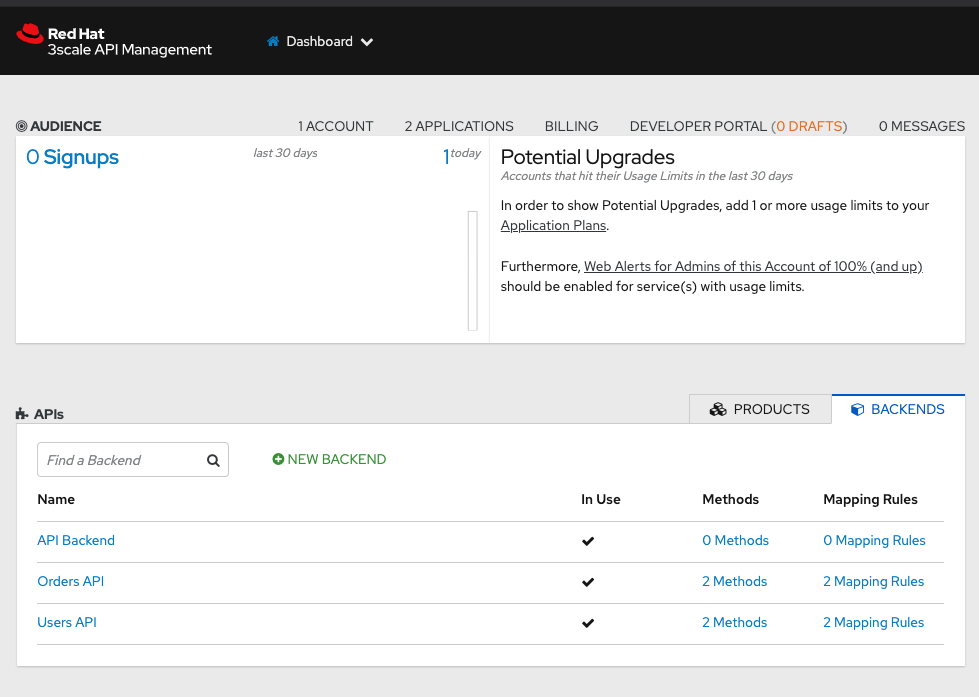 Red Hat
3scale API Management
Dashboard
AUDIENCE
1 ACCOUNT
2 APPLICATIONS
BILLING
DEVELOPER PORTAL (0 DRAFTS)
0 MESSAGES
0 Signups
last 30 days
1 today
Potential Upgrades
Accounts that hit their Usage Limits in the last 30 days
In order to show Potential Upgrades, add 1 or more usage limits to your
Application Plans.
Furthermore, Web Alerts for Admins of this Account of 100% (and up)
should be enabled for service(s) with usage limits.
APIs
PRODUCTS
BACKENDS
Find a Backend
NEW BACKEND
Name In Use Methods Mapping Rules
API Backend 0 Methods 0 Mapping Rules
Orders API 2 Methods 2 Mapping Rules
Users API 2 Methods 2 Mapping Rules